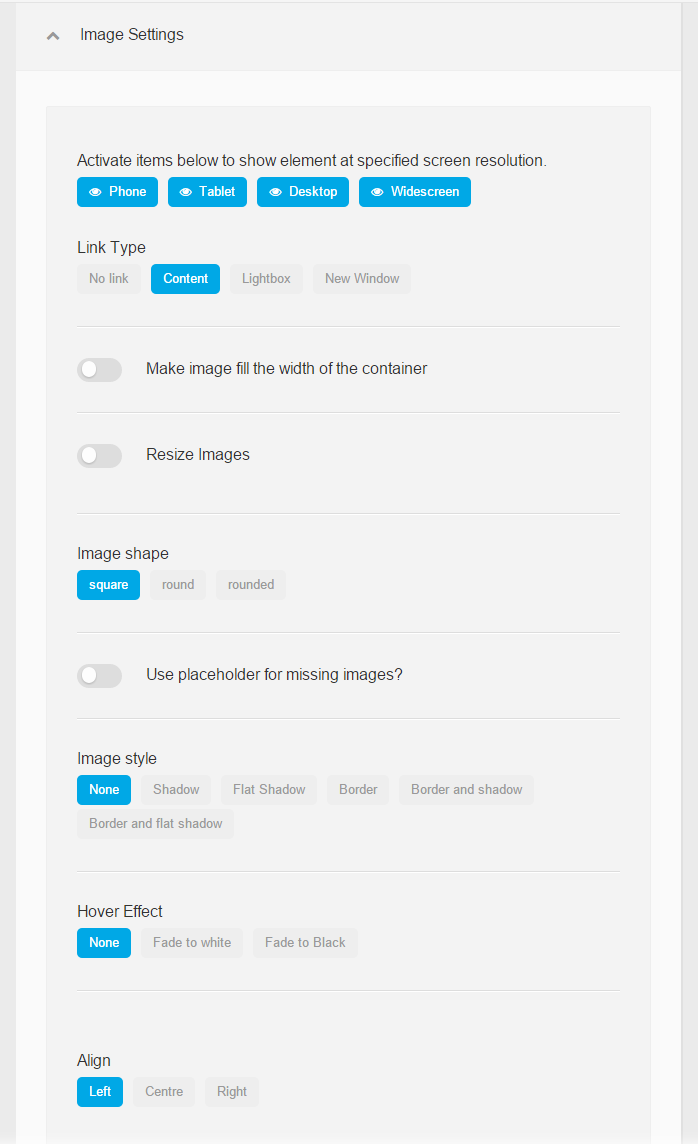 Image Settings
Activate items below to show element at specified screen resolution.
Phone Tablet Desktop Widescreen
Link Type
No link Content Lightbox New Window
Make image fill the width of the container
Resize Images
Image shape
square round rounded
Use placeholder for missing images?
Image style
None Shadow Flat Shadow Border Border and shadow
Border and flat shadow
Hover Effect
None Fade to white Fade to Black
Align
Left Centre Right